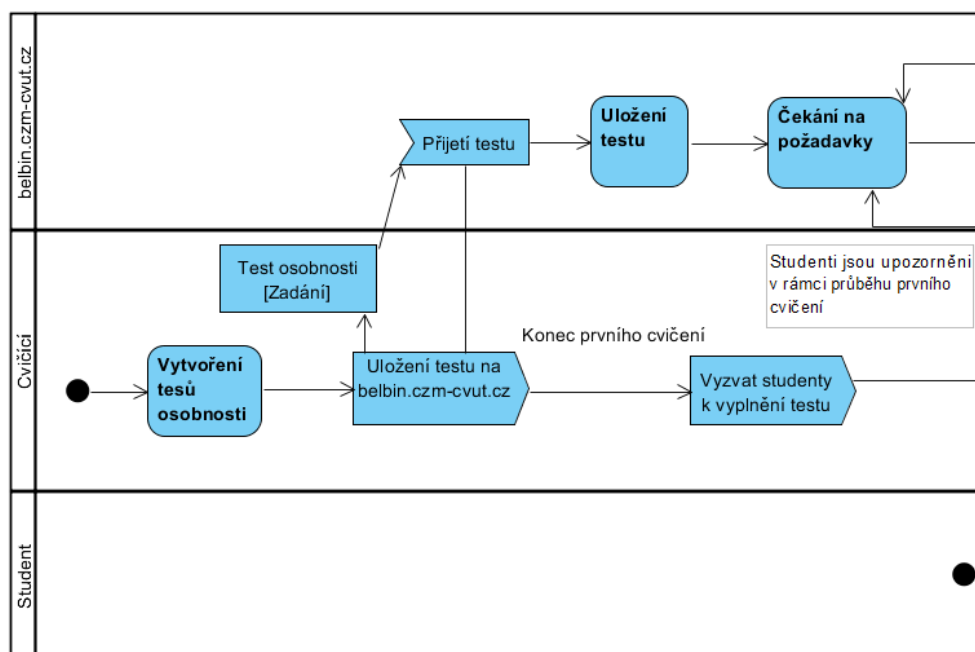 belbin.czm-cvut.cz
Přijetí testu
Uložení
testu
Čekání na
požadavky
Cvičící
Test osobnosti
[Zadání]
Studenti jsou upozorněni
v rámci průběhu prvního
cvičení
Konec prvního cvičení
Vytvoření
tesů
osobnosti
Uložení testu na
belbin.czm-cvut.cz
Vyzvat studenty
k vyplnění testu
Student